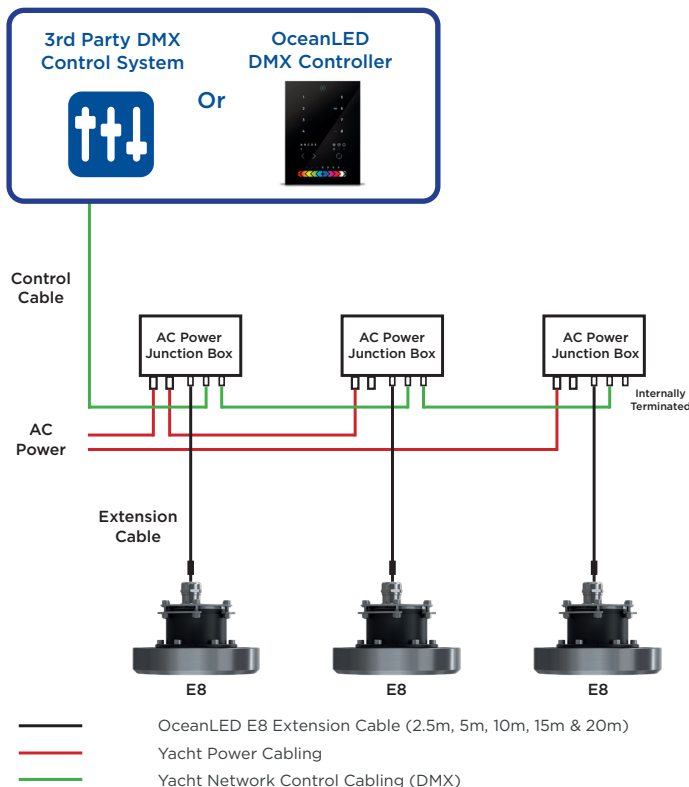 3rd Party DMX
Control System
Or
OceanLED
DMX Controller
Control
Cable
AC Power
Junction Box
AC Power
Junction Box
AC Power
Junction Box
Internally
Terminated
AC
Power
Extension
Cable
E8
E8
E8
OceanLED E8 Extension Cable (2.5m, 5m, 10m, 15m & 20m)
Yacht Power Cabling
Yacht Network Control Cabling (DMX)